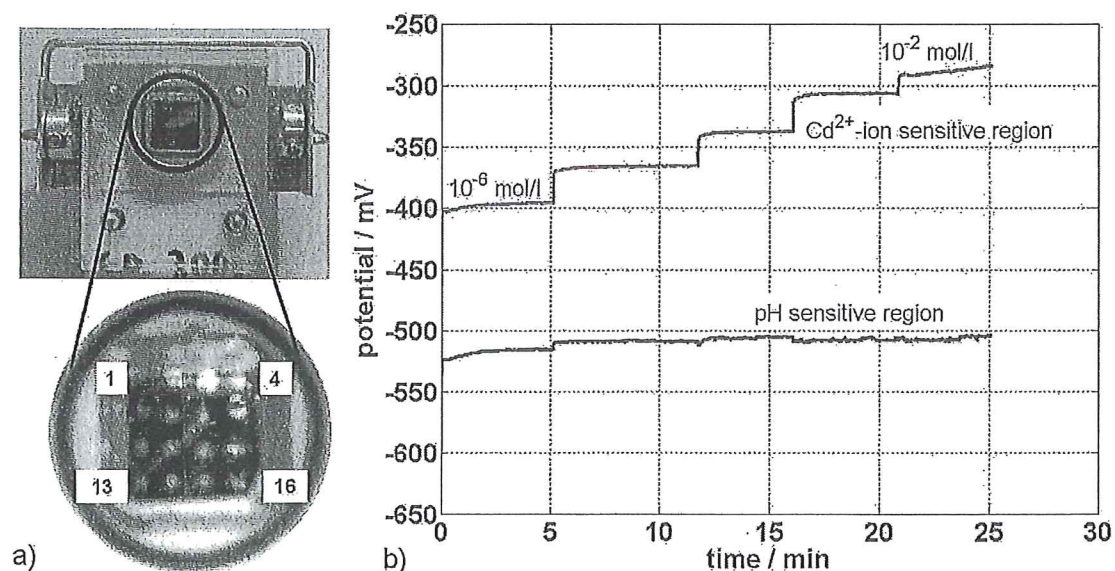 1
4
13
16
a)
b)
potential / mV
-250
-300
-350
-400
-450
-500
-550
-600
-650
10⁻² mol/l
Cd²⁺-ion sensitive region
10⁻⁶ mol/l
pH sensitive region
0
5
10
15
20
25
30
time / min